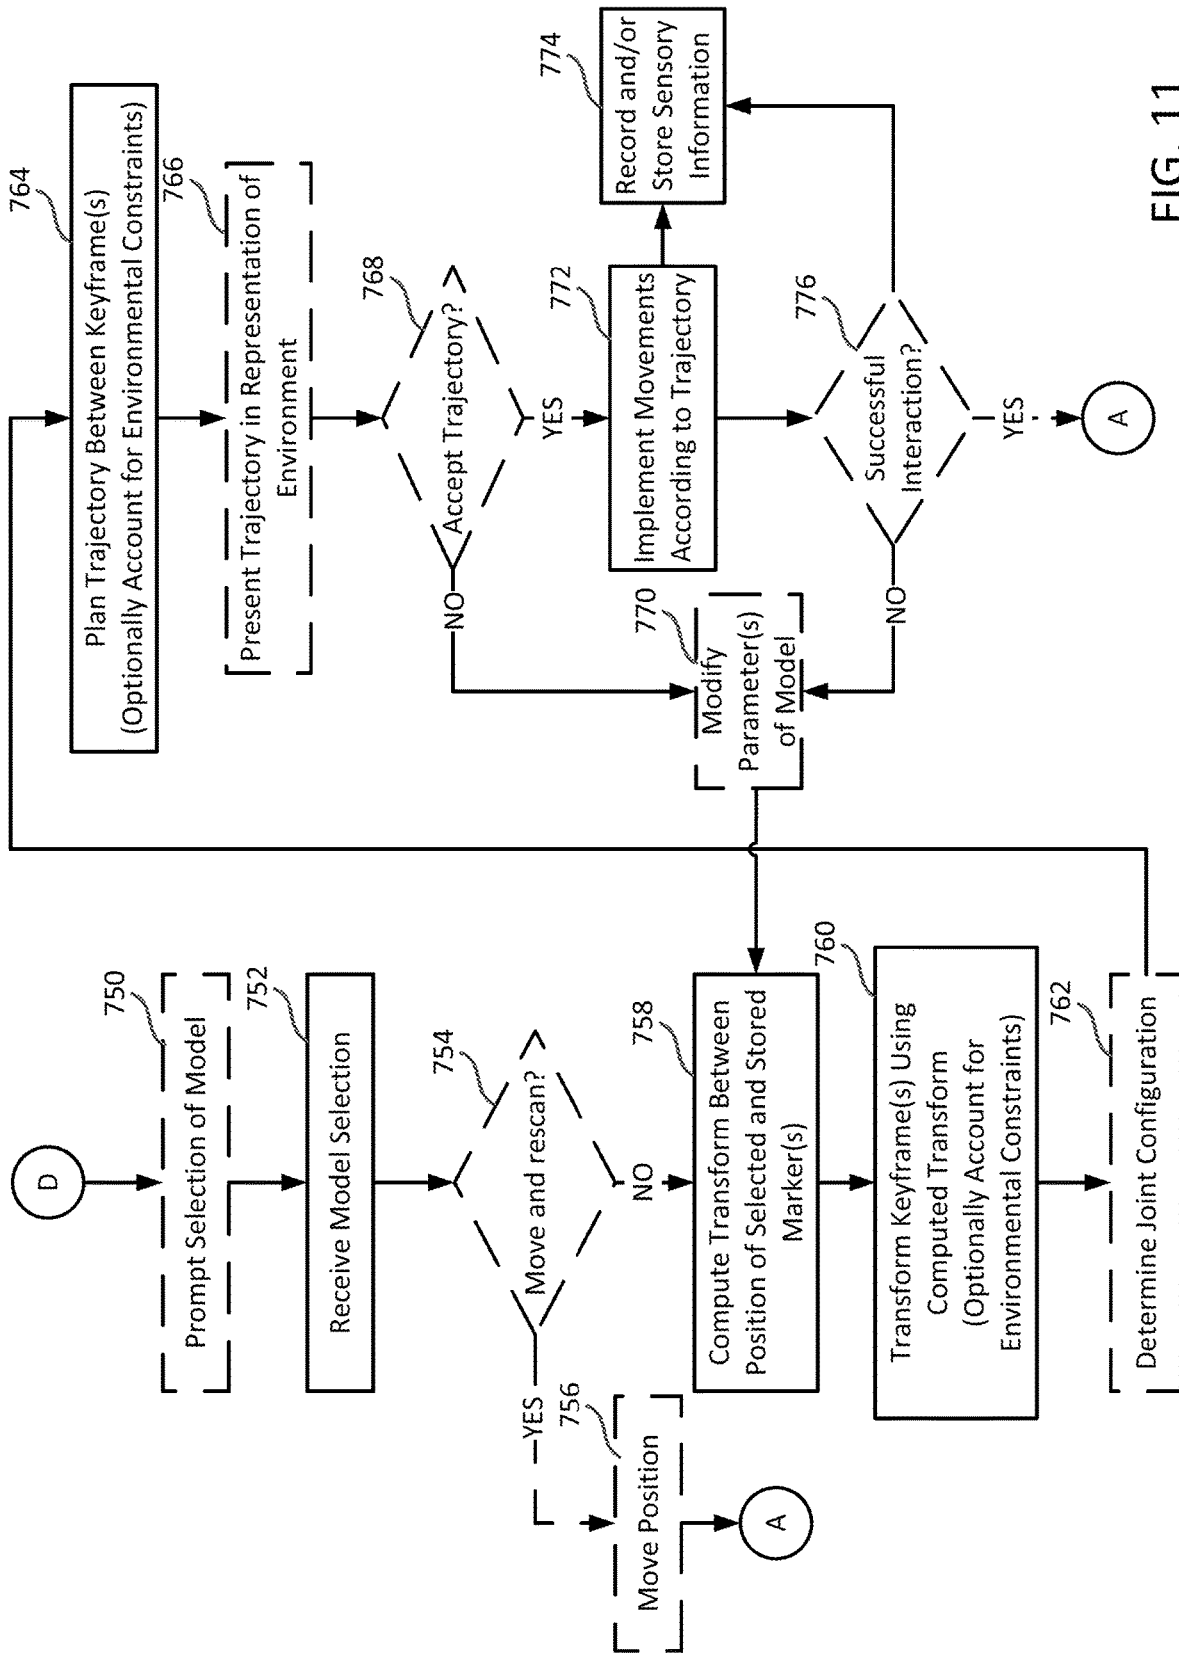 D
750
Prompt Selection of Model
752
Receive Model Selection
754
Move and rescan?
YES
NO
756
Move Position
A
758
Compute Transform Between
Position of Selected and Stored
Marker(s)
760
Transform Keyframe(s) Using
Computed Transform
(Optionally Account for
Environmental Constraints)
762
Determine Joint Configuration
764
Plan Trajectory Between Keyframe(s)
(Optionally Account for Environmental Constraints)
766
Present Trajectory in Representation of
Environment
768
Accept Trajectory?
NO
YES
770
Modify
Parameter(s)
of Model
772
Implement Movements
According to Trajectory
774
Record and/or
Store Sensory
Information
776
Successful
Interaction?
NO
YES
A
FIG. 11